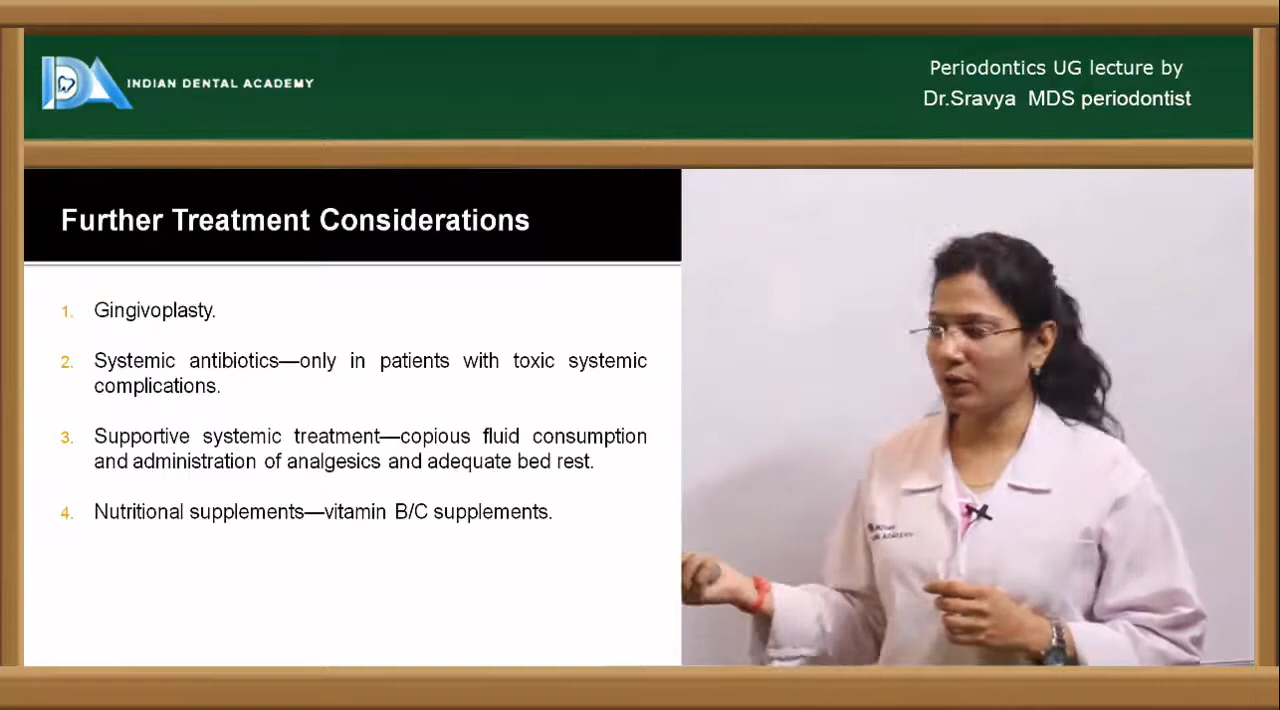 INDIAN DENTAL ACADEMY
Periodontics UG lecture by
Dr.Sravya MDS periodontist
Further Treatment Considerations
1. Gingivoplasty.
2. Systemic antibiotics—only in patients with toxic systemic
complications.
3. Supportive systemic treatment—copious fluid consumption
and administration of analgesics and adequate bed rest.
4. Nutritional supplements—vitamin B/C supplements.